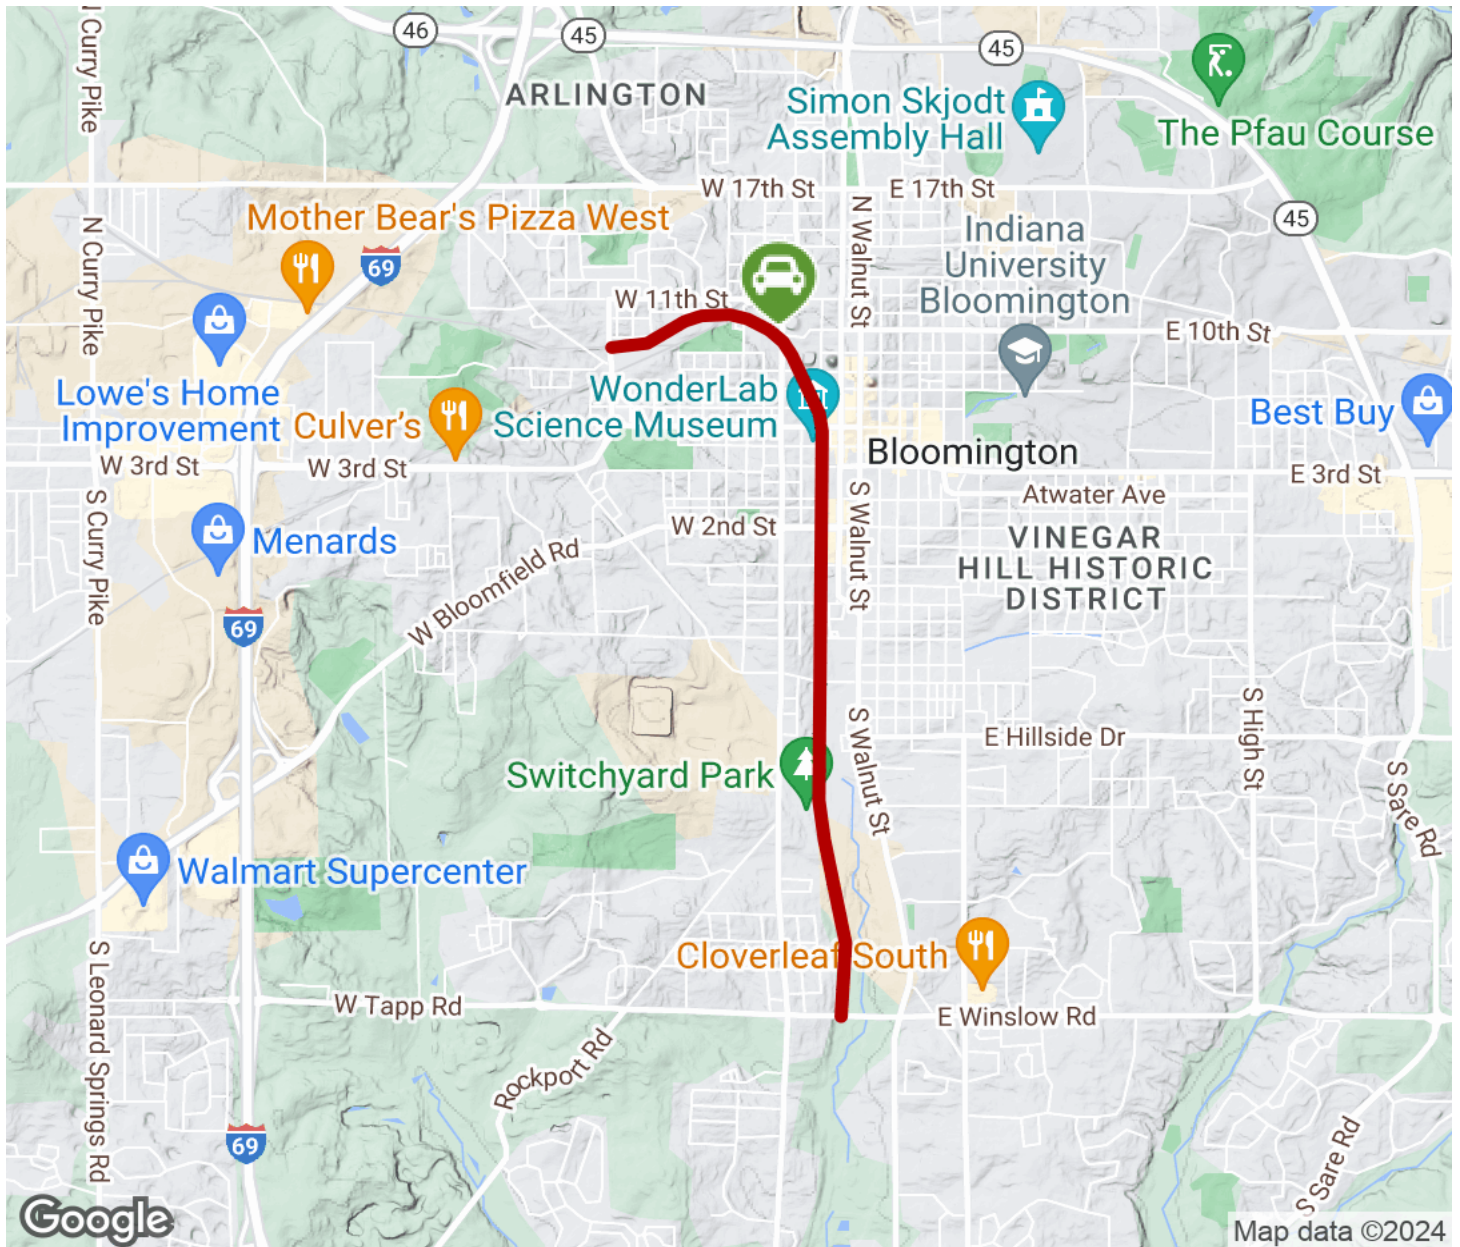 N Curry Pike
46
45
45
ARLINGTON
Simon Skjodt
Assembly Hall
The Pfau Course
W 17th St
E 17th St
45
Mother Bear's Pizza West
69
N Curry Pike
N Walnut St
Indiana
University
Bloomington
W 11th St
E 10th St
Lowe's Home
Improvement
Culver's
WonderLab
Science Museum
Best Buy
Bloomington
W 3rd St
W 3rd St
E 3rd St
Atwater Ave
S Curry Pike
Menards
W 2nd St
S Walnut St
VINEGAR
HILL HISTORIC
DISTRICT
W Bloomfield Rd
69
S Walnut St
S High St
E Hillside Dr
Switchyard Park
S Sare Rd
Walmart Supercenter
Cloverleaf South
S Leonard Springs Rd
W Tapp Rd
E Winslow Rd
Rockport Rd
69
S Sare Rd
Google
Map data ©2024